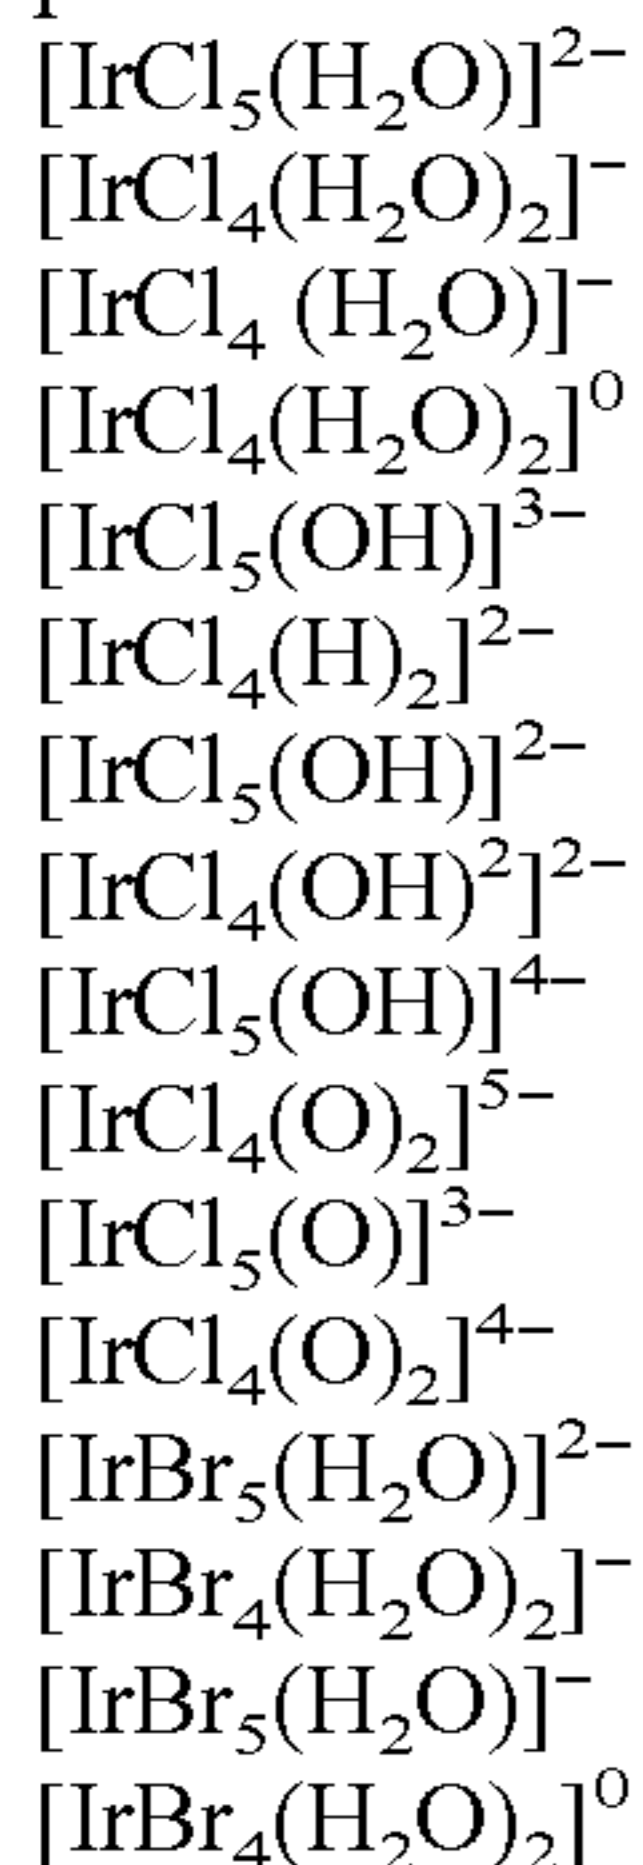 [IrCl₅(H₂O)]²⁻
[IrCl₄(H₂O)₂]⁻
[IrCl₄ (H₂O)]⁻
[IrCl₄(H₂O)₂]⁰
[IrCl₅(OH)]³⁻
[IrCl₄(H)₂]²⁻
[IrCl₅(OH)]²⁻
[IrCl₄(OH)²]²⁻
[IrCl₅(OH)]⁴⁻
[IrCl₄(O)₂]⁵⁻
[IrCl₅(O)]³⁻
[IrCl₄(O)₂]⁴⁻
[IrBr₅(H₂O)]²⁻
[IrBr₄(H₂O)₂]⁻
[IrBr₅(H₂O)]⁻
[IrBr₄(H₂O)₂]⁰